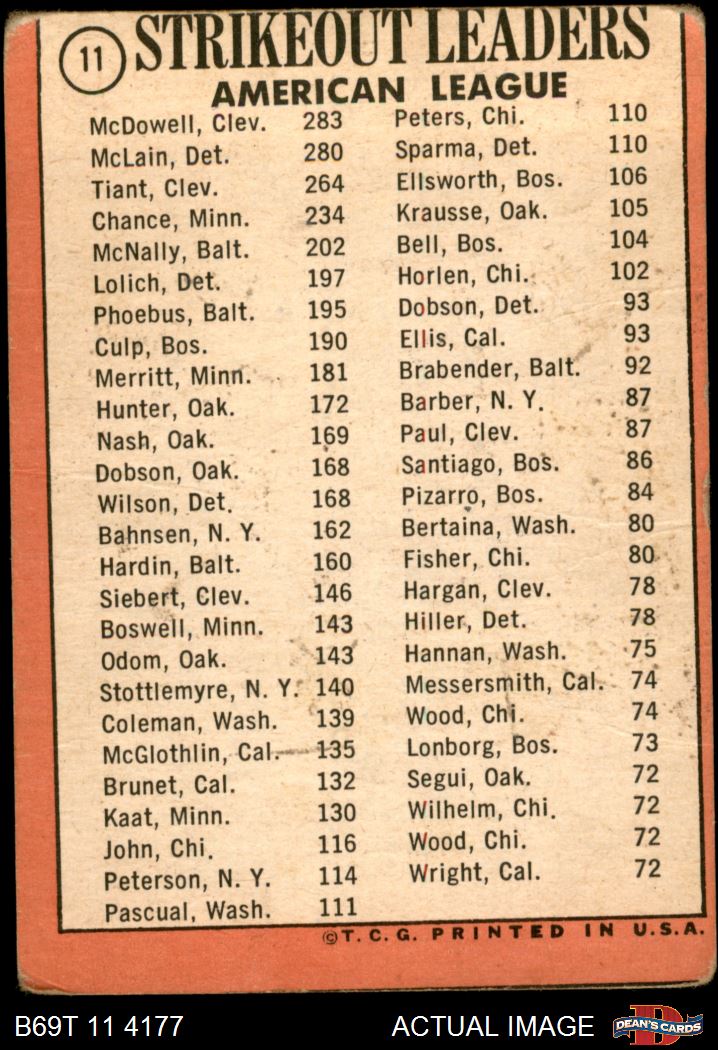 11 STRIKEOUT LEADERS
AMERICAN LEAGUE
McDowell, Clev. 283
McLain, Det. 280
Tiant, Clev. 264
Chance, Minn. 234
McNally, Balt. 202
Lolich, Det. 197
Phoebus, Balt. 195
Culp, Bos. 190
Merritt, Minn. 181
Hunter, Oak. 172
Nash, Oak. 169
Dobson, Oak. 168
Wilson, Det. 168
Bahnsen, N. Y. 162
Hardin, Balt. 160
Siebert, Clev. 146
Boswell, Minn. 143
Odom, Oak. 143
Stottlemyre, N. Y. 140
Coleman, Wash. 139
McGlothlin, Cal. 135
Brunet, Cal. 132
Kaat, Minn. 130
John, Chi. 116
Peterson, N. Y. 114
Pascual, Wash. 111
Peters, Chi. 110
Sparma, Det. 110
Ellsworth, Bos. 106
Krausse, Oak. 105
Bell, Bos. 104
Horlen, Chi. 102
Dobson, Det. 93
Ellis, Cal. 93
Brabender, Balt. 92
Barber, N. Y. 87
Paul, Clev. 87
Santiago, Bos. 86
Pizarro, Bos. 84
Bertaina, Wash. 80
Fisher, Chi. 80
Hargan, Clev. 78
Hiller, Det. 78
Hannan, Wash. 75
Messersmith, Cal. 74
Wood, Chi. 74
Lonborg, Bos. 73
Segui, Oak. 72
Wilhelm, Chi. 72
Wood, Chi. 72
Wright, Cal. 72
©T. C. G. PRINTED IN U.S.A.
B69T 11 4177 ACTUAL IMAGE DEAN'S CARDS